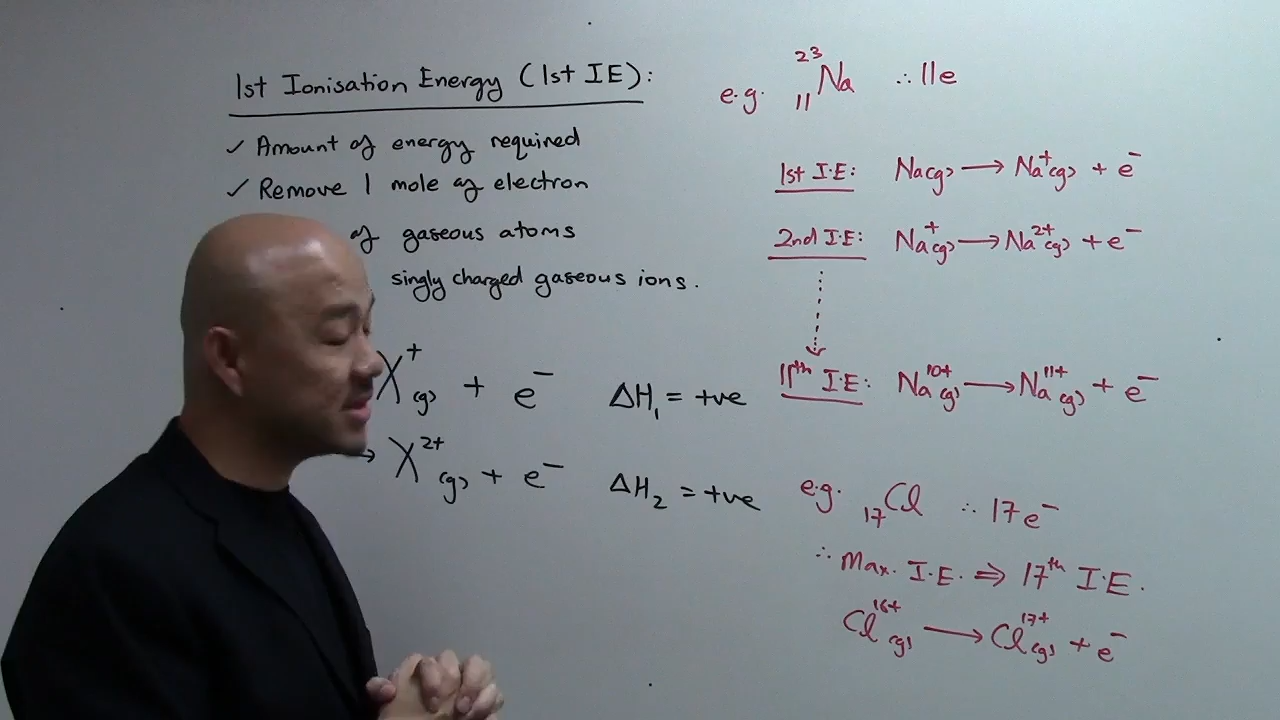 1st Ionisation Energy (1st IE):
✓ Amount of energy required
✓ Remove 1 mole of electron
of gaseous atoms
singly charged gaseous ions.
X⁺(g) + e⁻ ΔH₁ = +ve
→ X²⁺(g) + e⁻ ΔH₂ = +ve
e.g. ²³₁₁Na ∴ 11e
1st I.E: Na(g) → Na⁺(g) + e⁻
2nd I.E: Na⁺(g) → Na²⁺(g) + e⁻
11th I.E: Na¹⁰⁺(g) → Na¹¹⁺(g) + e⁻
e.g. ₁₇Cl ∴ 17e⁻
∴ Max. I.E. ⇒ 17th I.E.
Cl¹⁶⁺(g) → Cl¹⁷⁺(g) + e⁻